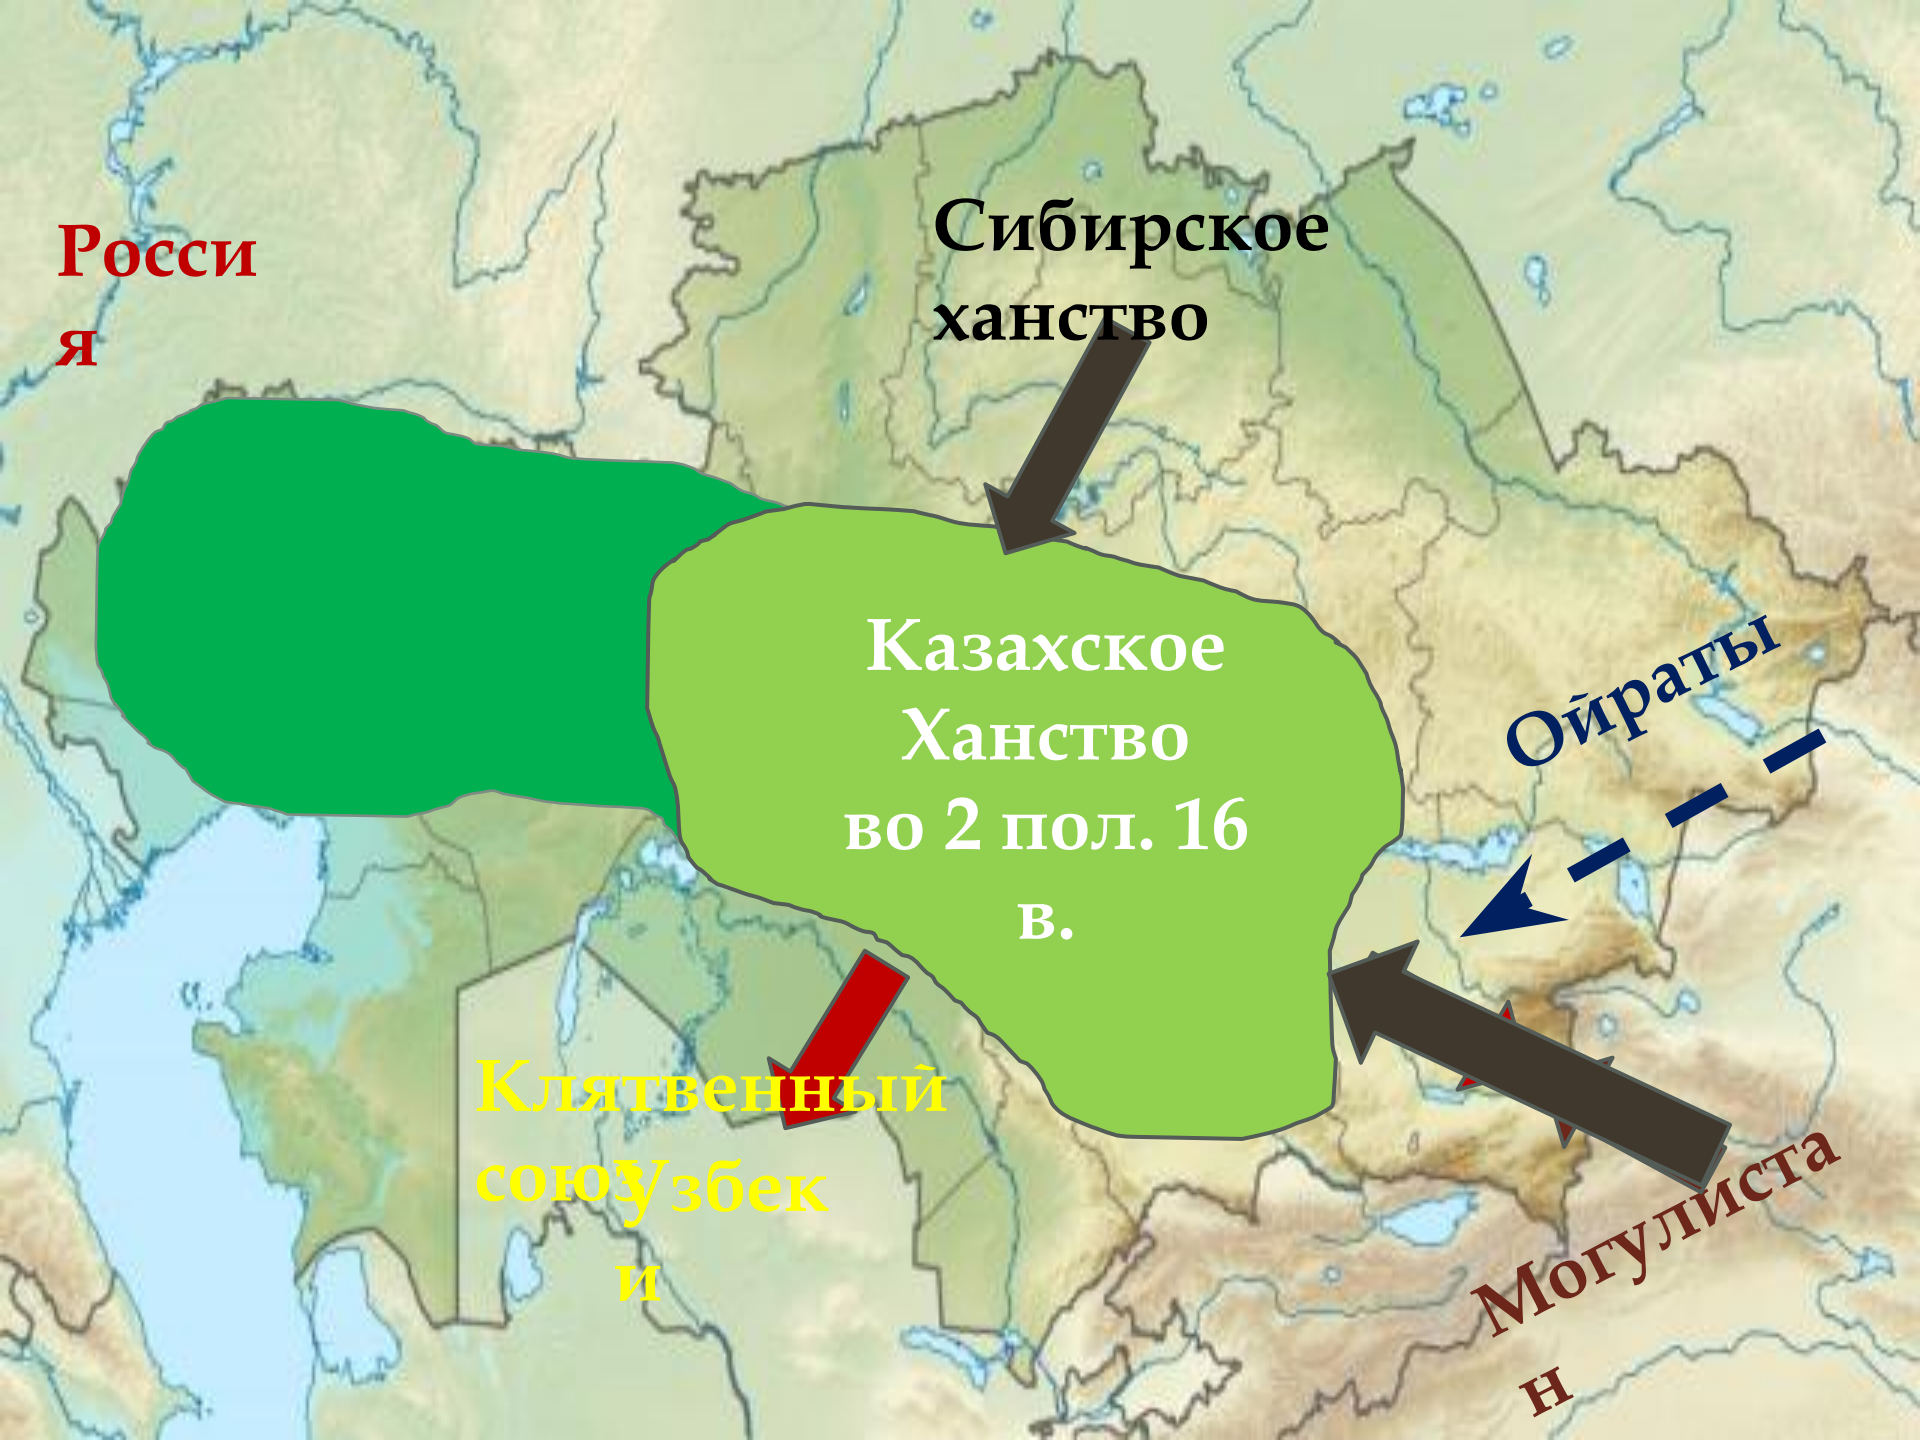 Сибирское
ханство
Росси
я
Казахское
Ханство
во 2 пол. 16
в.
Ойраты
Клятвенный
союз
Узбек
и
Могулиста
н